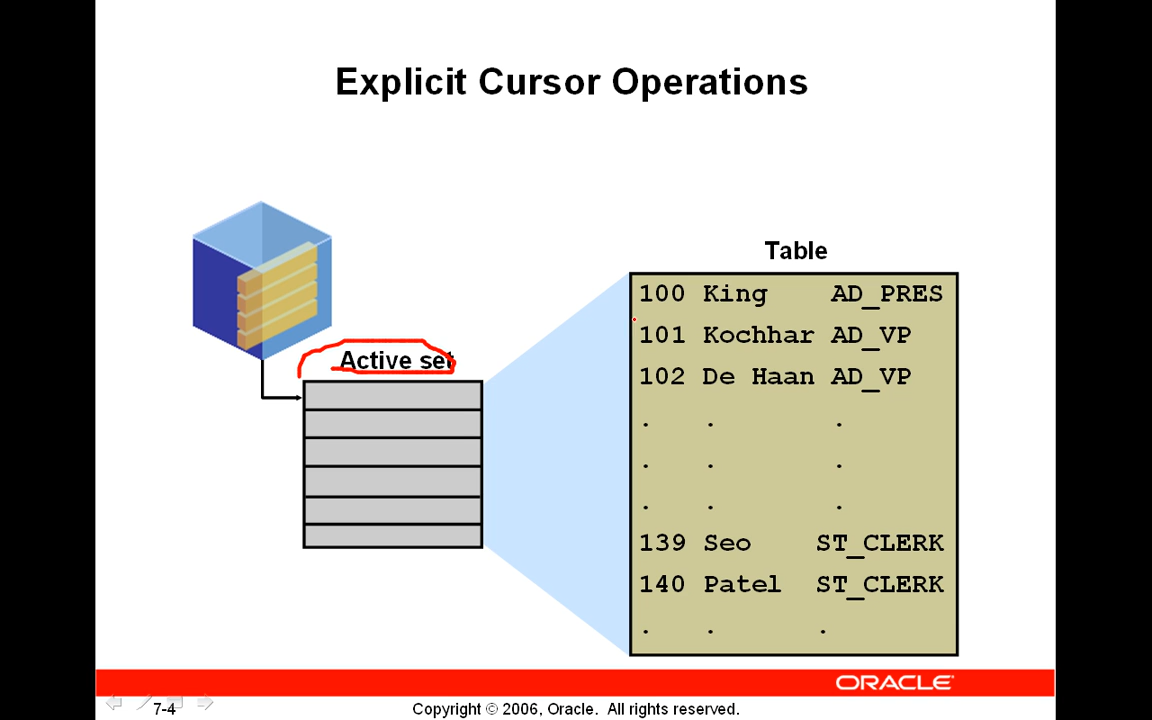 Explicit Cursor Operations
Active set
Table
100 King AD_PRES
101 Kochhar AD_VP
102 De Haan AD_VP
. . .
. . .
. . .
139 Seo ST_CLERK
140 Patel ST_CLERK
. . .
ORACLE
7-4
Copyright © 2006, Oracle. All rights reserved.